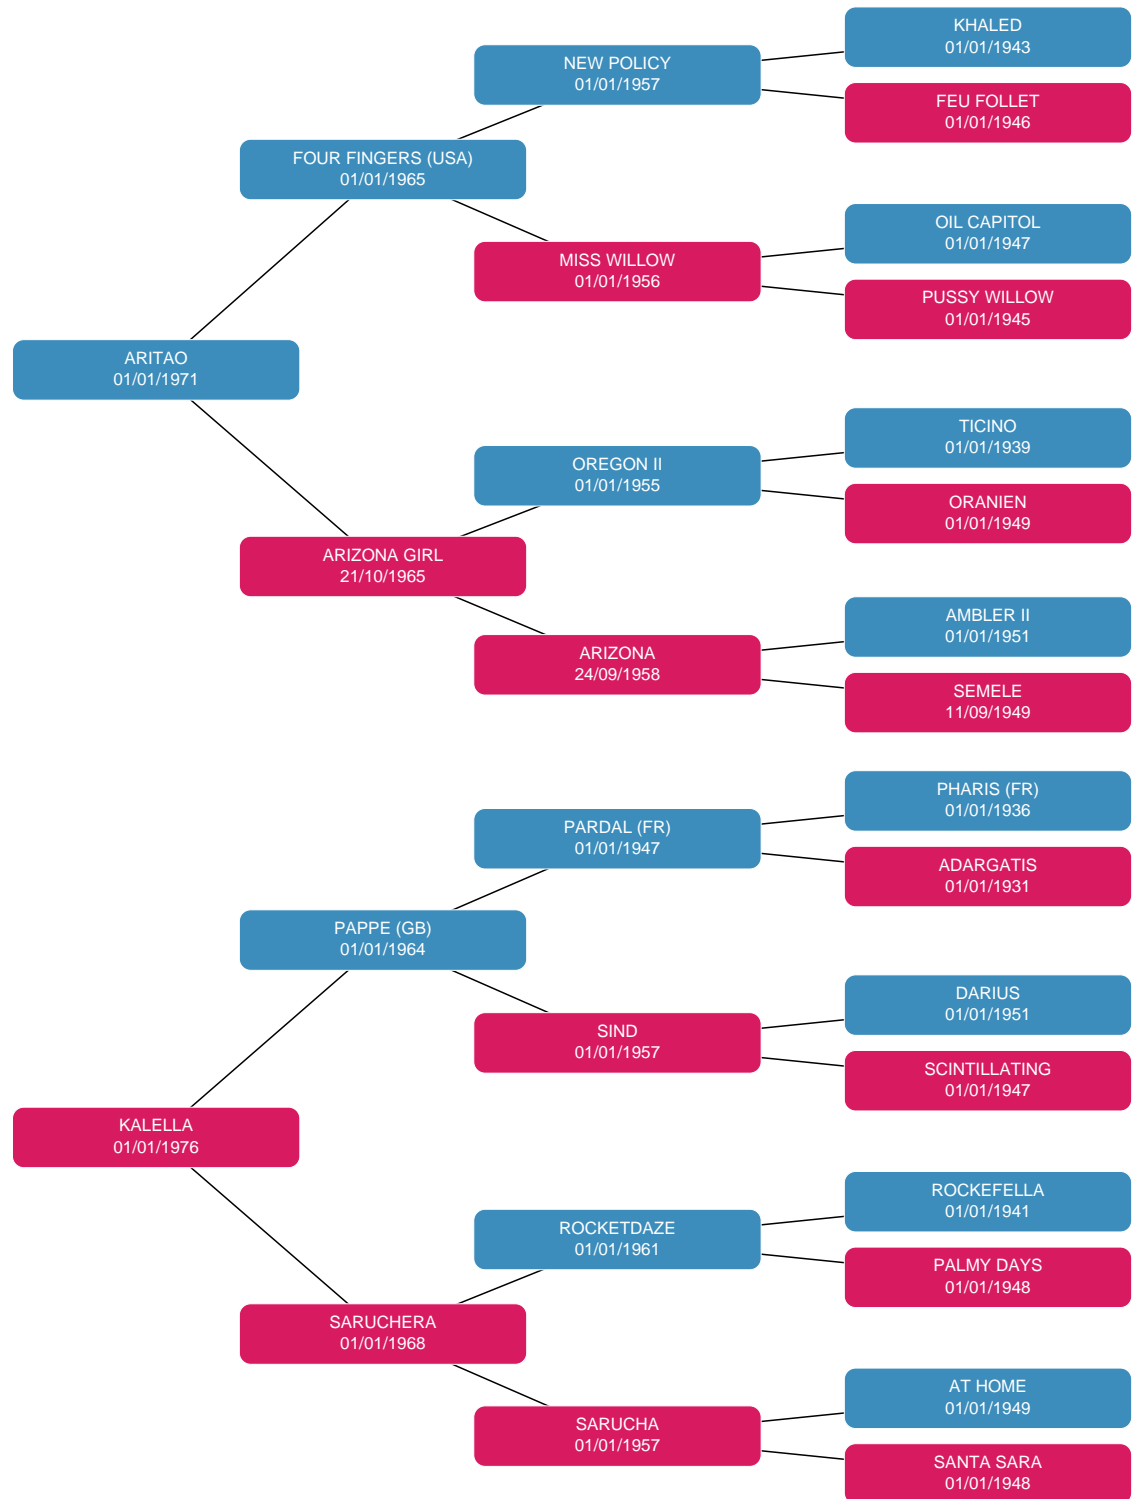 KHALED
01/01/1943
NEW POLICY
01/01/1957
FEU FOLLET
01/01/1946
FOUR FINGERS (USA)
01/01/1965
OIL CAPITOL
01/01/1947
MISS WILLOW
01/01/1956
PUSSY WILLOW
01/01/1945
ARITAO
01/01/1971
TICINO
01/01/1939
OREGON II
01/01/1955
ORANIEN
01/01/1949
ARIZONA GIRL
21/10/1965
AMBLER II
01/01/1951
ARIZONA
24/09/1958
SEMELE
11/09/1949
PHARIS (FR)
01/01/1936
PARDAL (FR)
01/01/1947
ADARGATIS
01/01/1931
PAPPE (GB)
01/01/1964
DARIUS
01/01/1951
SIND
01/01/1957
SCINTILLATING
01/01/1947
KALELLA
01/01/1976
ROCKEFELLA
01/01/1941
ROCKETDAZE
01/01/1961
PALMY DAYS
01/01/1948
SARUCHERA
01/01/1968
AT HOME
01/01/1949
SARUCHA
01/01/1957
SANTA SARA
01/01/1948